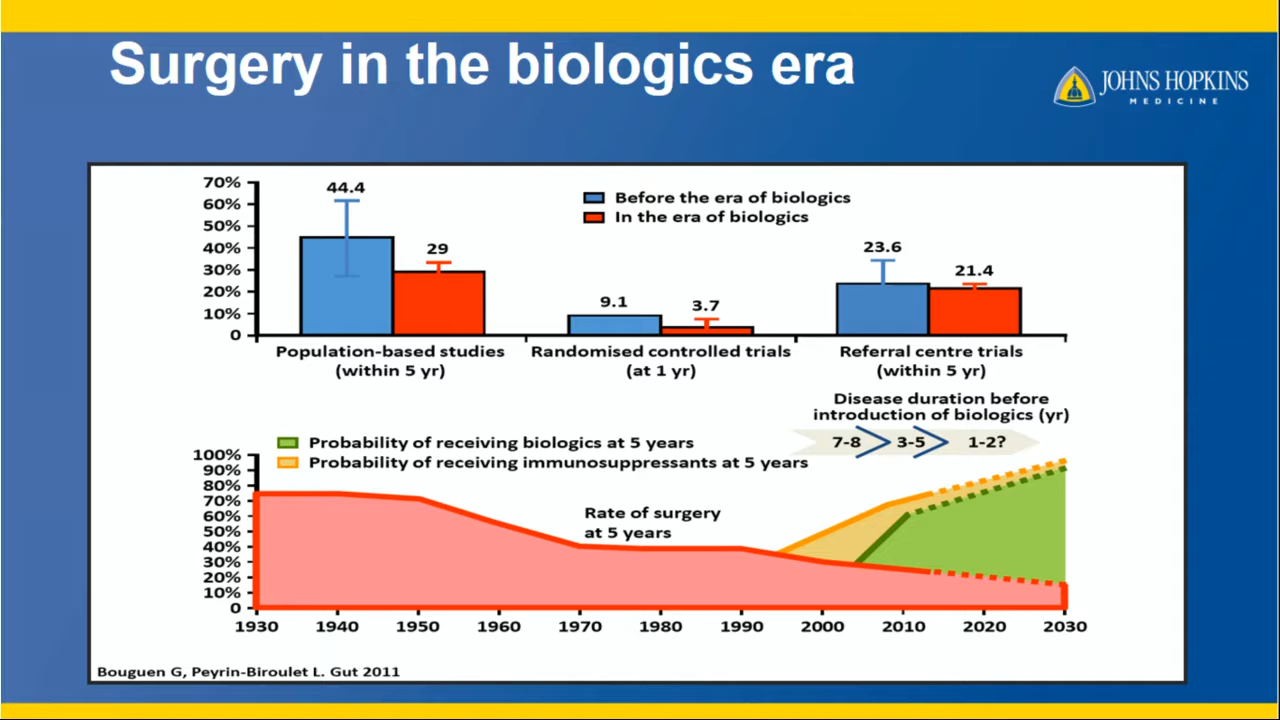 Surgery in the biologics era
JOHNS HOPKINS
MEDICINE
70%
60%
50%
40%
30%
20%
10%
0
44.4
29
9.1
3.7
23.6
21.4
Before the era of biologics
In the era of biologics
Population-based studies
(within 5 yr)
Randomised controlled trials
(at 1 yr)
Referral centre trials
(within 5 yr)
Disease duration before
introduction of biologics (yr)
7-8
3-5
1-2?
Probability of receiving biologics at 5 years
Probability of receiving immunosuppressants at 5 years
100%
90%
80%
70%
60%
50%
40%
30%
20%
10%
0
Rate of surgery
at 5 years
1930 1940 1950 1960 1970 1980 1990 2000 2010 2020 2030
Bouguen G, Peyrin-Biroulet L. Gut 2011